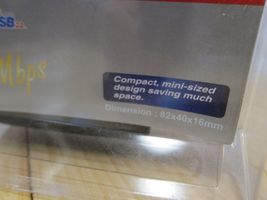 SB
Mbps
Compact, mini-sized
design saving much
space.
Dimension : 82x40x16mm